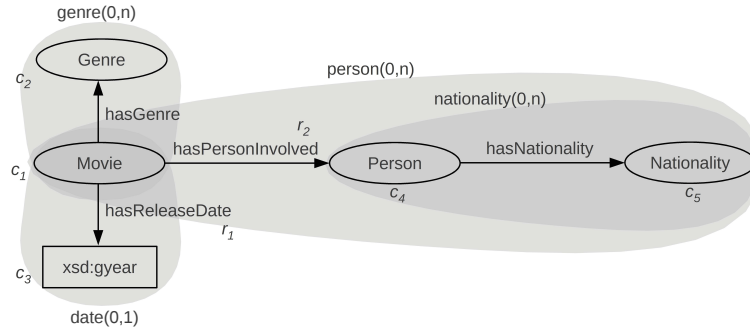 genre(0,n)
Genre
c2
person(0,n)
nationality(0,n)
hasGenre
r2
hasPersonInvolved
hasNationality
c1
Movie
Person
Nationality
c4
c5
hasReleaseDate
r1
c3
xsd:gyear
date(0,1)